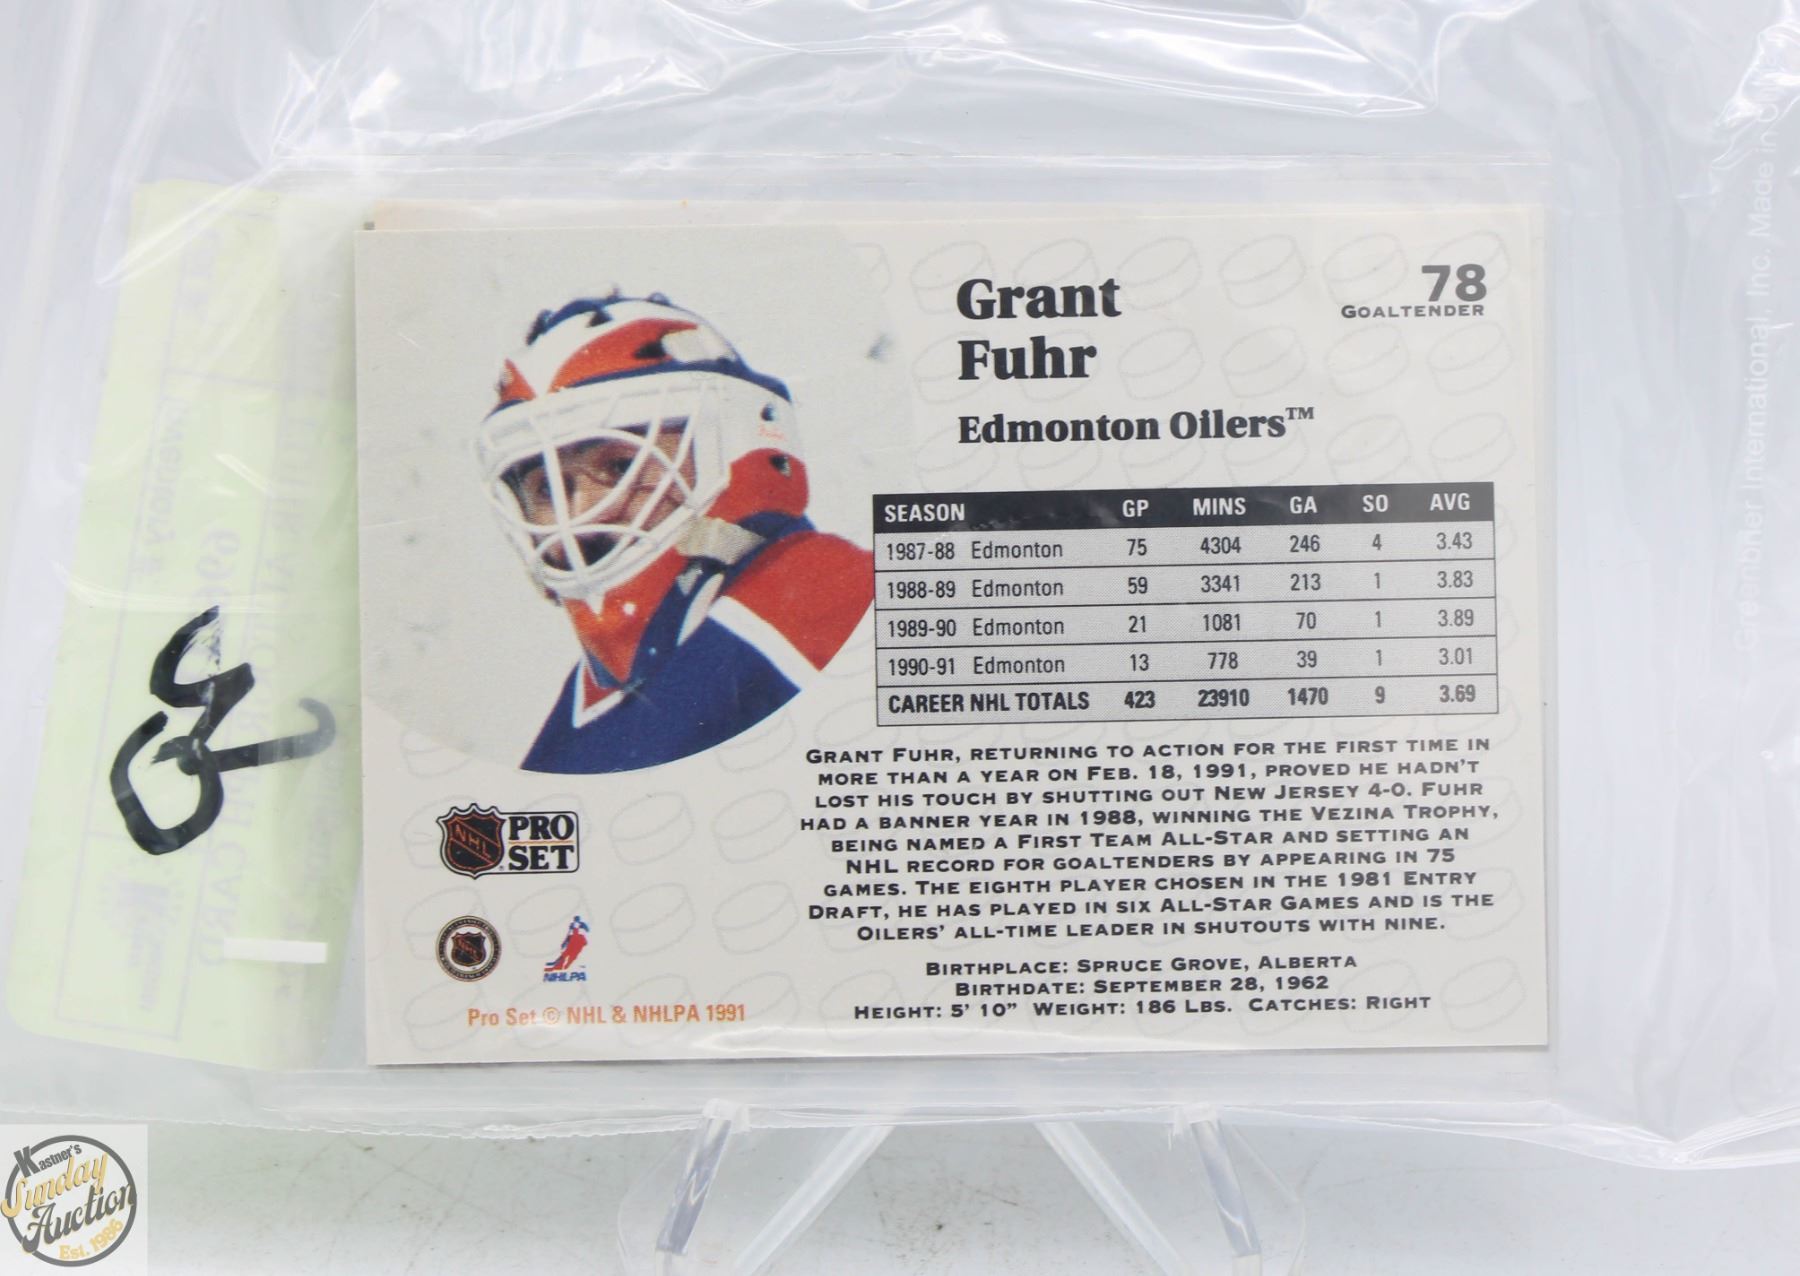 Grant
Fuhr
78
GOALTENDER
Edmonton Oilers™
SEASON GP MINS GA SO AVG
1987-88 Edmonton 75 4304 246 4 3.43
1988-89 Edmonton 59 3341 213 1 3.83
1989-90 Edmonton 21 1081 70 1 3.89
1990-91 Edmonton 13 778 39 1 3.01
CAREER NHL TOTALS 423 23910 1470 9 3.69
GRANT FUHR, RETURNING TO ACTION FOR THE FIRST TIME IN
MORE THAN A YEAR ON FEB. 18, 1991, PROVED HE HADN'T
LOST HIS TOUCH BY SHUTTING OUT NEW JERSEY 4-0. FUHR
HAD A BANNER YEAR IN 1988, WINNING THE VEZINA TROPHY,
BEING NAMED A FIRST TEAM ALL-STAR AND SETTING AN
NHL RECORD FOR GOALTENDERS BY APPEARING IN 75
GAMES. THE EIGHTH PLAYER CHOSEN IN THE 1981 ENTRY
DRAFT, HE HAS PLAYED IN SIX ALL-STAR GAMES AND IS THE
OILERS' ALL-TIME LEADER IN SHUTOUTS WITH NINE.
BIRTHPLACE: SPRUCE GROVE, ALBERTA
BIRTHDATE: SEPTEMBER 28, 1962
HEIGHT: 5' 10" WEIGHT: 186 LBS. CATCHES: RIGHT
NHL PRO
SET
NHL
NHLPA
Pro Set © NHL & NHLPA 1991
Greenbrier International, Inc. Made in China
Inventory #
Kastner's
Sunday
Auction
Est. 1986